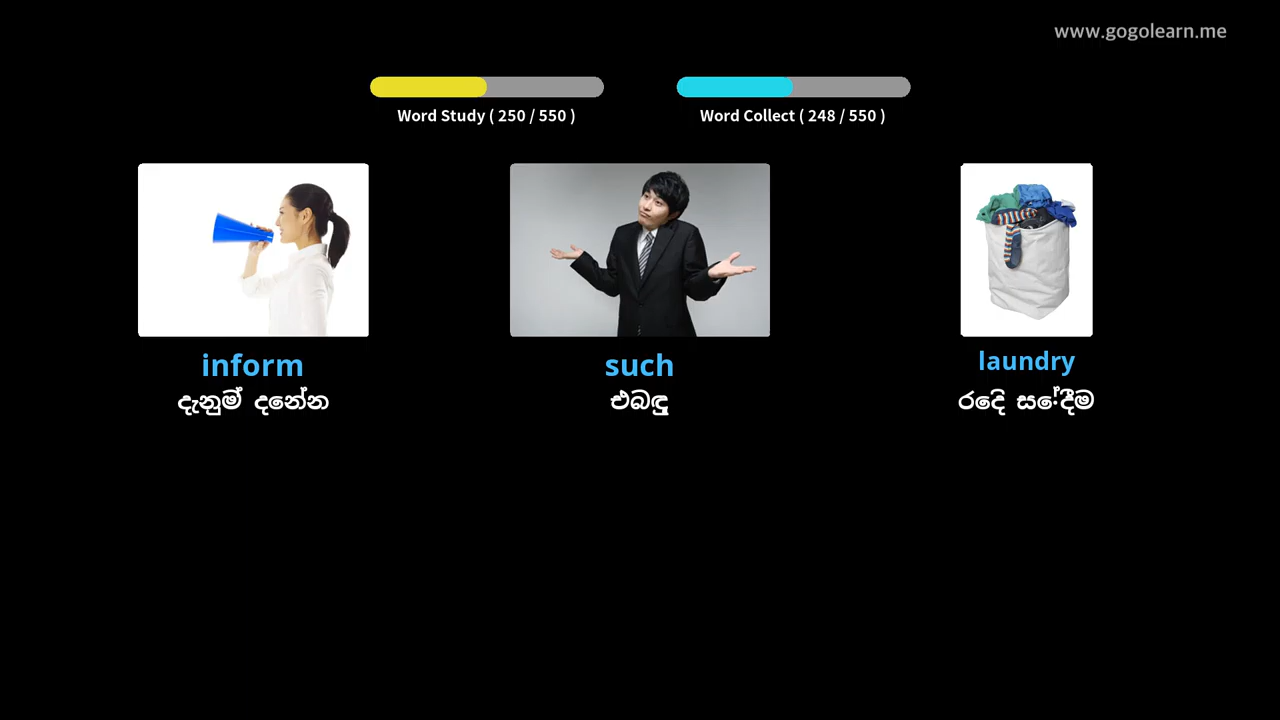 www.gogolearn.me
Word Study ( 250 / 550 )
Word Collect ( 248 / 550 )
inform
දැනුම් දෙන්න
such
එබඳු
laundry
රෙදි සේදීම